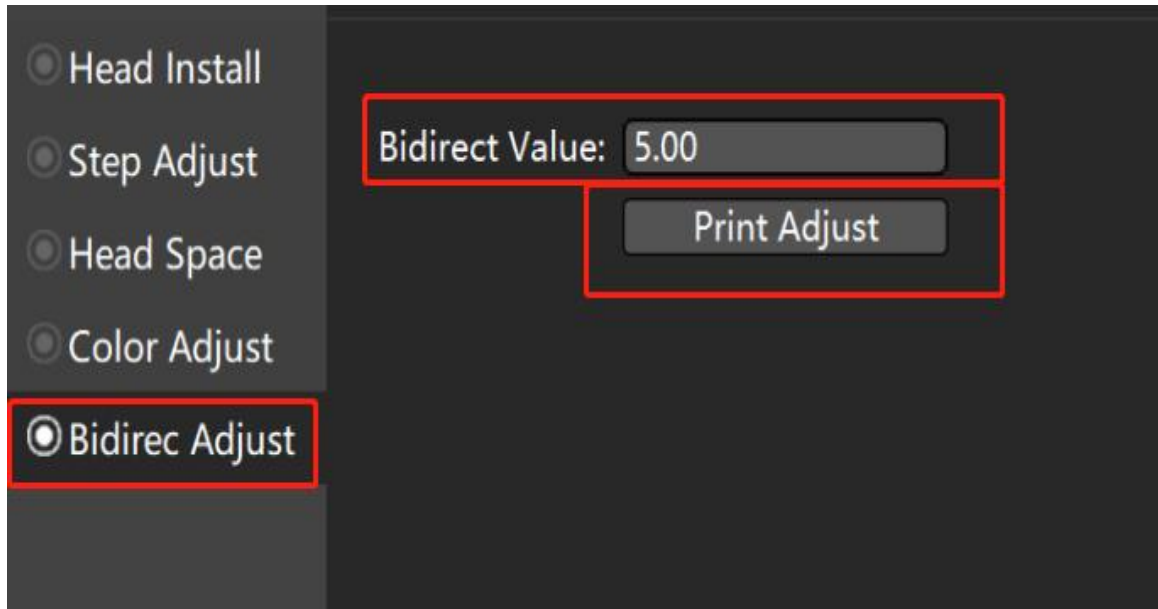 Head Install
Step Adjust
Head Space
Color Adjust
Bidirec Adjust
Bidirect Value: 5.00
Print Adjust